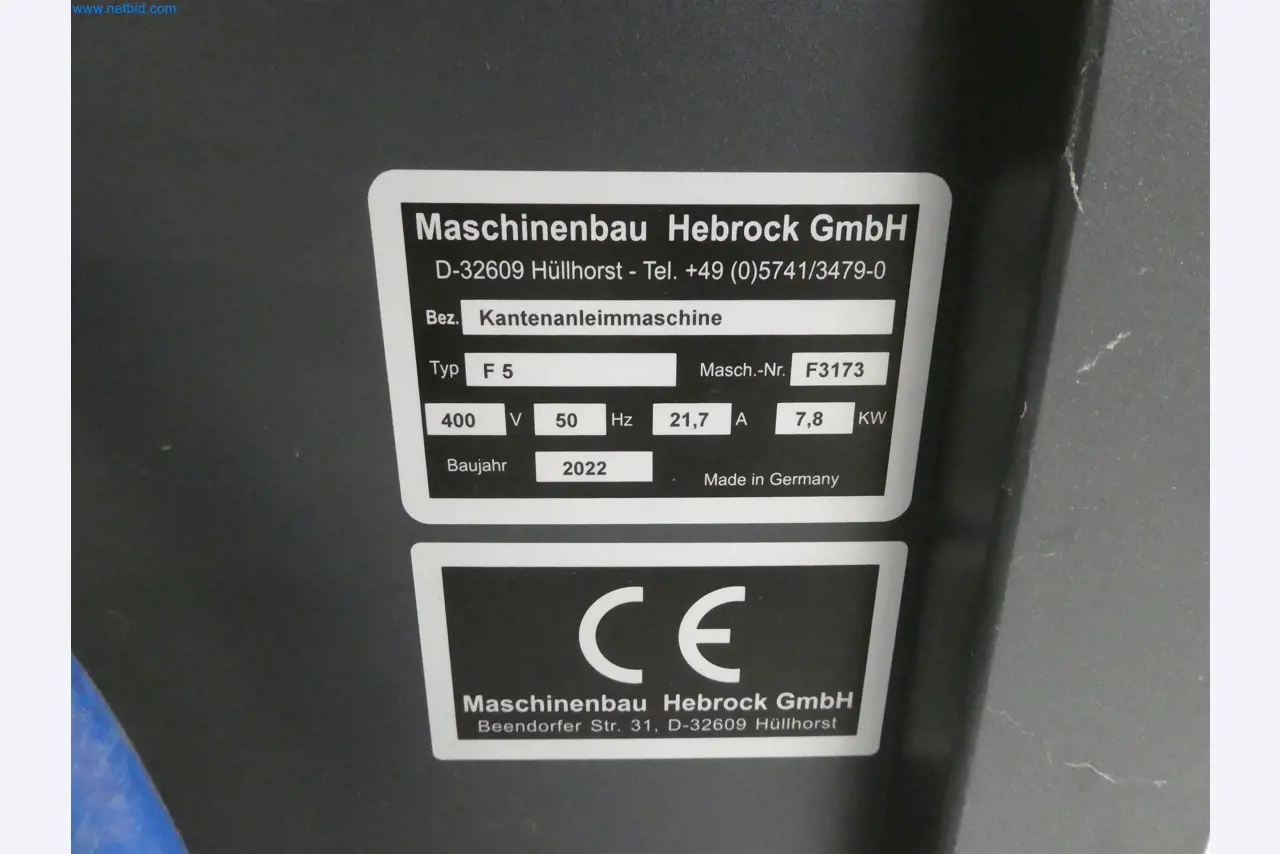 www.netbid.com
Maschinenbau Hebrock GmbH
D-32609 Hüllhorst - Tel. +49 (0)5741/3479-0
Bez. Kantenanleimmaschine
Typ F 5 Masch.-Nr. F3173
400 V 50 Hz 21,7 A 7,8 KW
Baujahr 2022 Made in Germany
CE
Maschinenbau Hebrock GmbH
Beendorfer Str. 31, D-32609 Hüllhorst